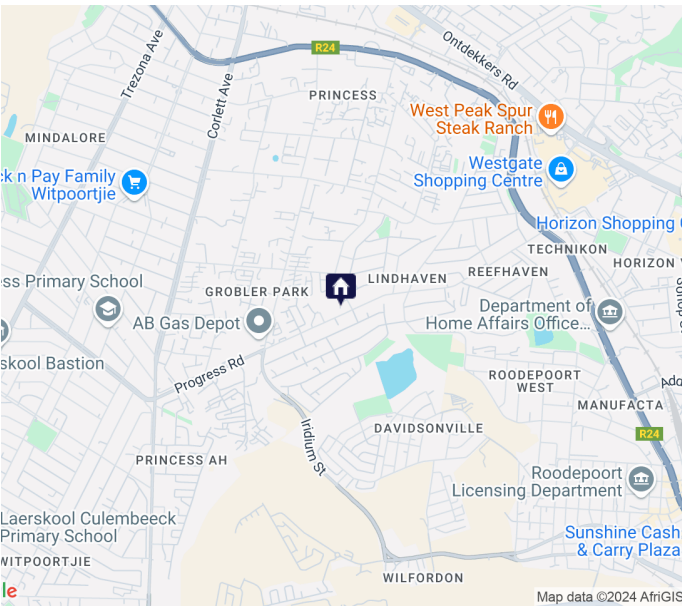 Trezona Ave
R24
Ontdekkers Rd
Corlett Ave
PRINCESS
West Peak Spur
Steak Ranch
MINDALORE
ck n Pay Family
Witpoortjie
Westgate
Shopping Centre
Horizon Shopping
TECHNIKON
HORIZON
LINDHAVEN
REEFHAVEN
ess Primary School
GROBLER PARK
AB Gas Depot
Department of
Home Affairs Office...
skool Bastion
Progress Rd
ROODEPOORT
WEST
MANUFACTA
Iridium St
DAVIDSONVILLE
R24
PRINCESS AH
Roodepoort
Licensing Department
Laerskool Culembeeck
Primary School
Sunshine Cash
& Carry Plaza
WITPOORTJIE
WILFORDON
le
Map data ©2024 AfriGIS